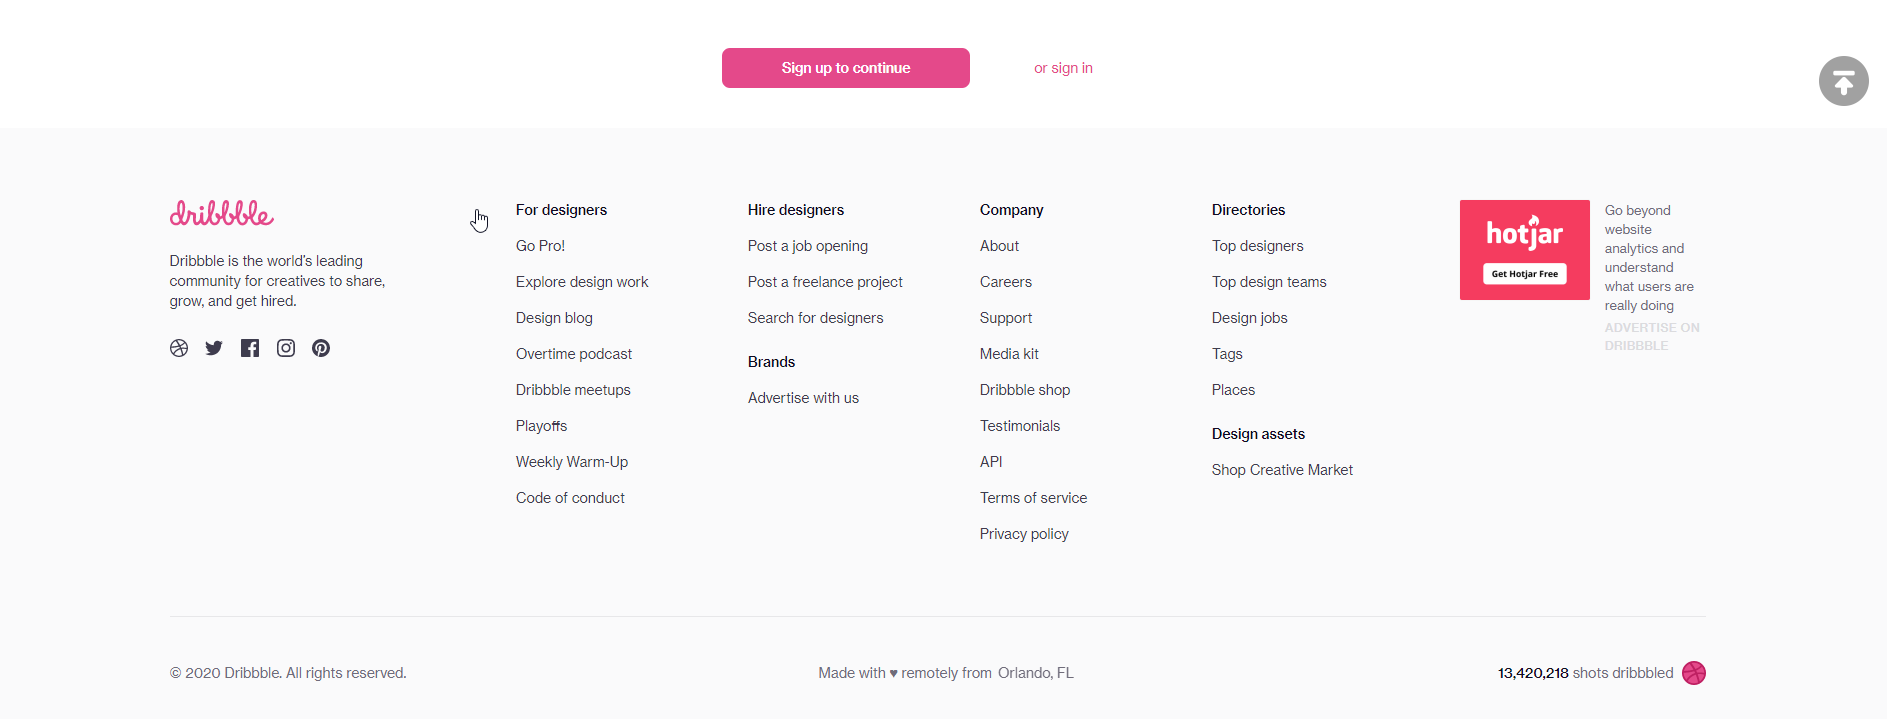 Sign up to continue
or sign in
dribbble
Dribbble is the world's leading
community for creatives to share,
grow, and get hired.
For designers
Go Pro!
Explore design work
Design blog
Overtime podcast
Dribbble meetups
Playoffs
Weekly Warm-Up
Code of conduct
Hire designers
Post a job opening
Post a freelance project
Search for designers
Brands
Advertise with us
Company
About
Careers
Support
Media kit
Dribbble shop
Testimonials
API
Terms of service
Privacy policy
Directories
Top designers
Top design teams
Design jobs
Tags
Places
Design assets
Shop Creative Market
hotjar
Get Hotjar Free
Go beyond
website
analytics and
understand
what users are
really doing
ADVERTISE ON
DRIBBBLE
© 2020 Dribbble. All rights reserved.
Made with ♥ remotely from Orlando, FL
13,420,218 shots dribbbled